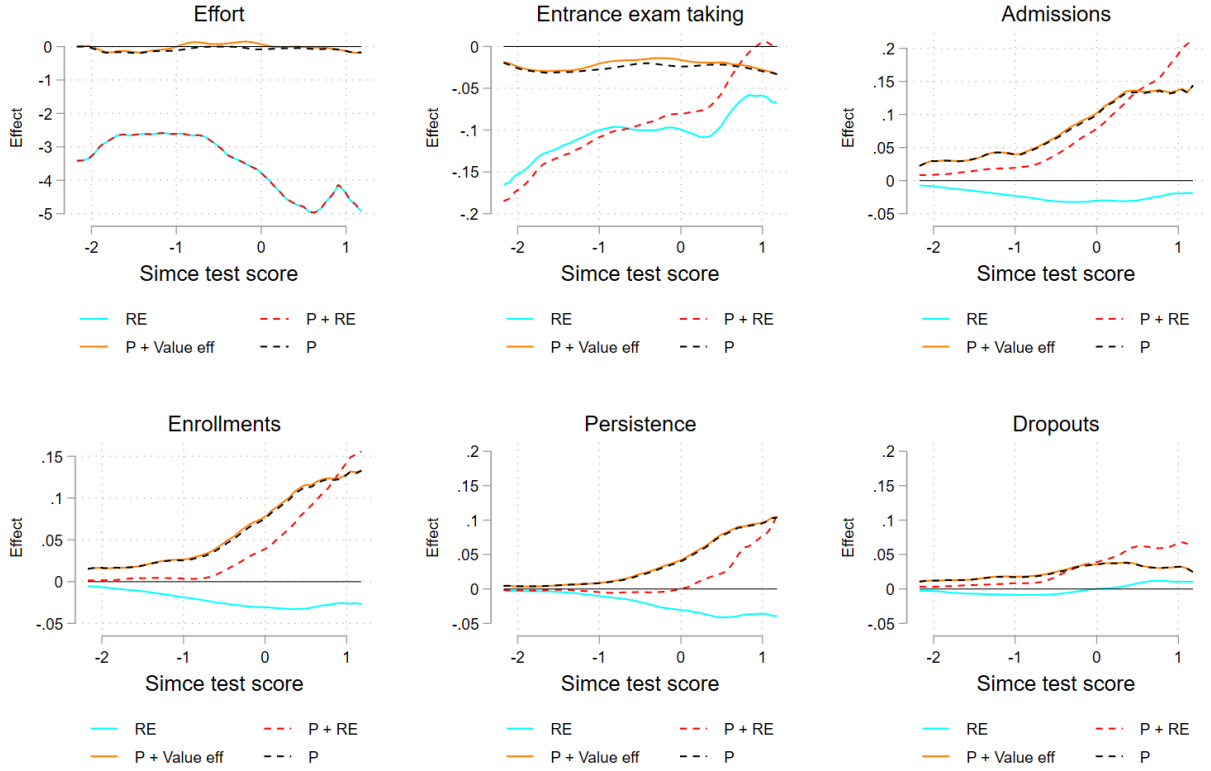 Effort
Entrance exam taking
Admissions
0
-1
-2
-3
-4
-5
Effect
-2 -1 0 1
Simce test score
RE P + RE
P + Value eff P
0
-.05
-.1
-.15
-.2
Effect
-2 -1 0 1
Simce test score
RE P + RE
P + Value eff P
.2
.15
.1
.05
0
-.05
Effect
-2 -1 0 1
Simce test score
RE P + RE
P + Value eff P
Enrollments
Persistence
Dropouts
.15
.1
.05
0
-.05
Effect
-2 -1 0 1
Simce test score
RE P + RE
P + Value eff P
.2
.15
.1
.05
0
-.05
Effect
-2 -1 0 1
Simce test score
RE P + RE
P + Value eff P
.2
.15
.1
.05
0
-.05
Effect
-2 -1 0 1
Simce test score
RE P + RE
P + Value eff P